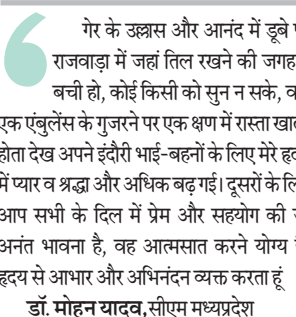 गेर के उल्लास और आनंद में डूबे
राजवाड़ा में जहां तिल रखने की जगह
बची हो, कोई किसी को सुन न सके,
एक एंबुलेंस के गुजरने पर एक क्षण में रास्ता
होता देख अपने इंदौरी भाई-बहनों के लिए मेरे
में प्यार व श्रद्धा और अधिक बढ़ गई। दूसरों के
आप सभी के दिल में प्रेम और सहयोग की
अनंत भावना है, वह आत्मसात करने योग्य
हृदय से आभार और अभिनंदन व्यक्त करता हूं
डॉ. मोहन यादव, सीएम मध्यप्रदेश